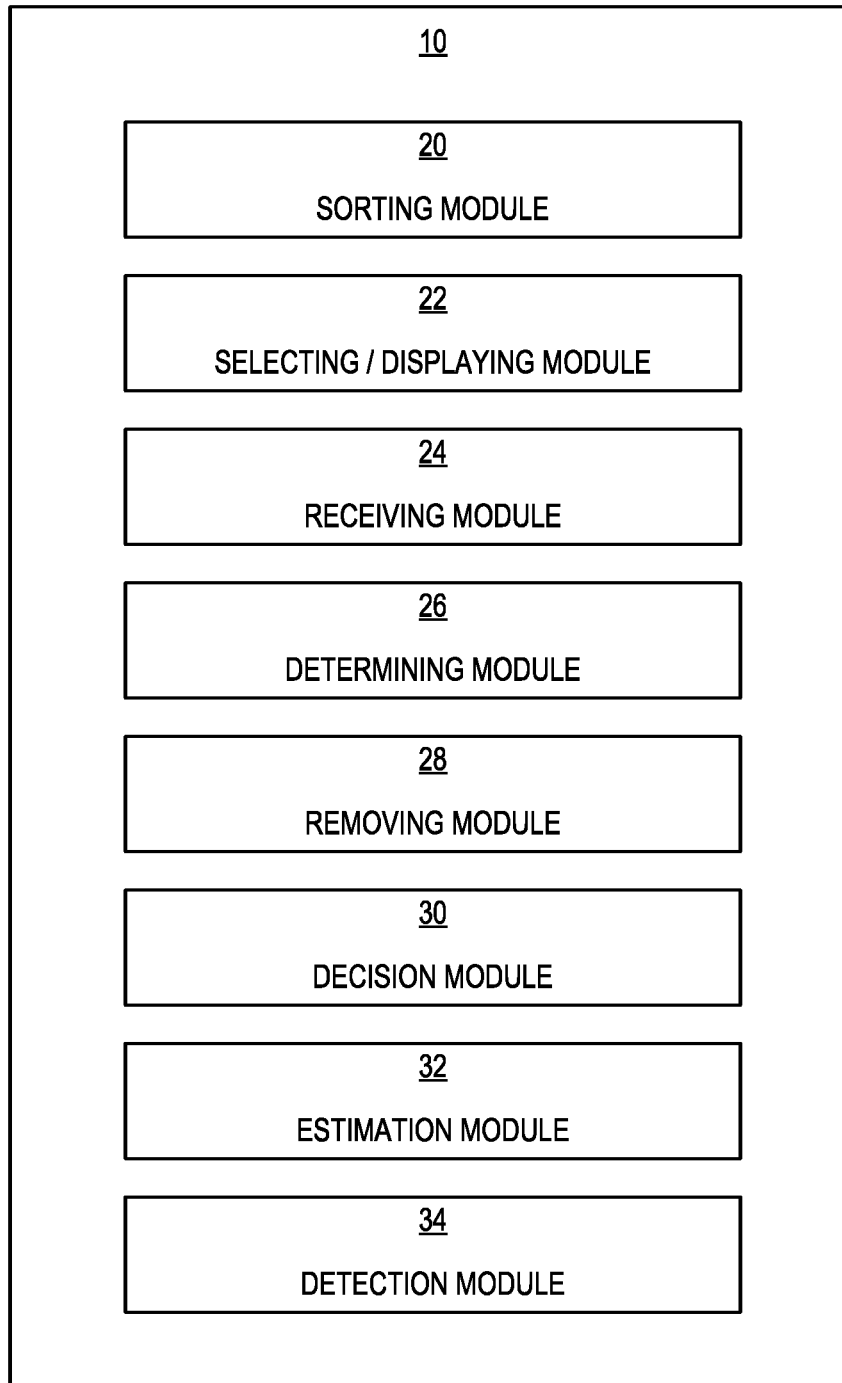 10
20
SORTING MODULE
22
SELECTING / DISPLAYING MODULE
24
RECEIVING MODULE
26
DETERMINING MODULE
28
REMOVING MODULE
30
DECISION MODULE
32
ESTIMATION MODULE
34
DETECTION MODULE